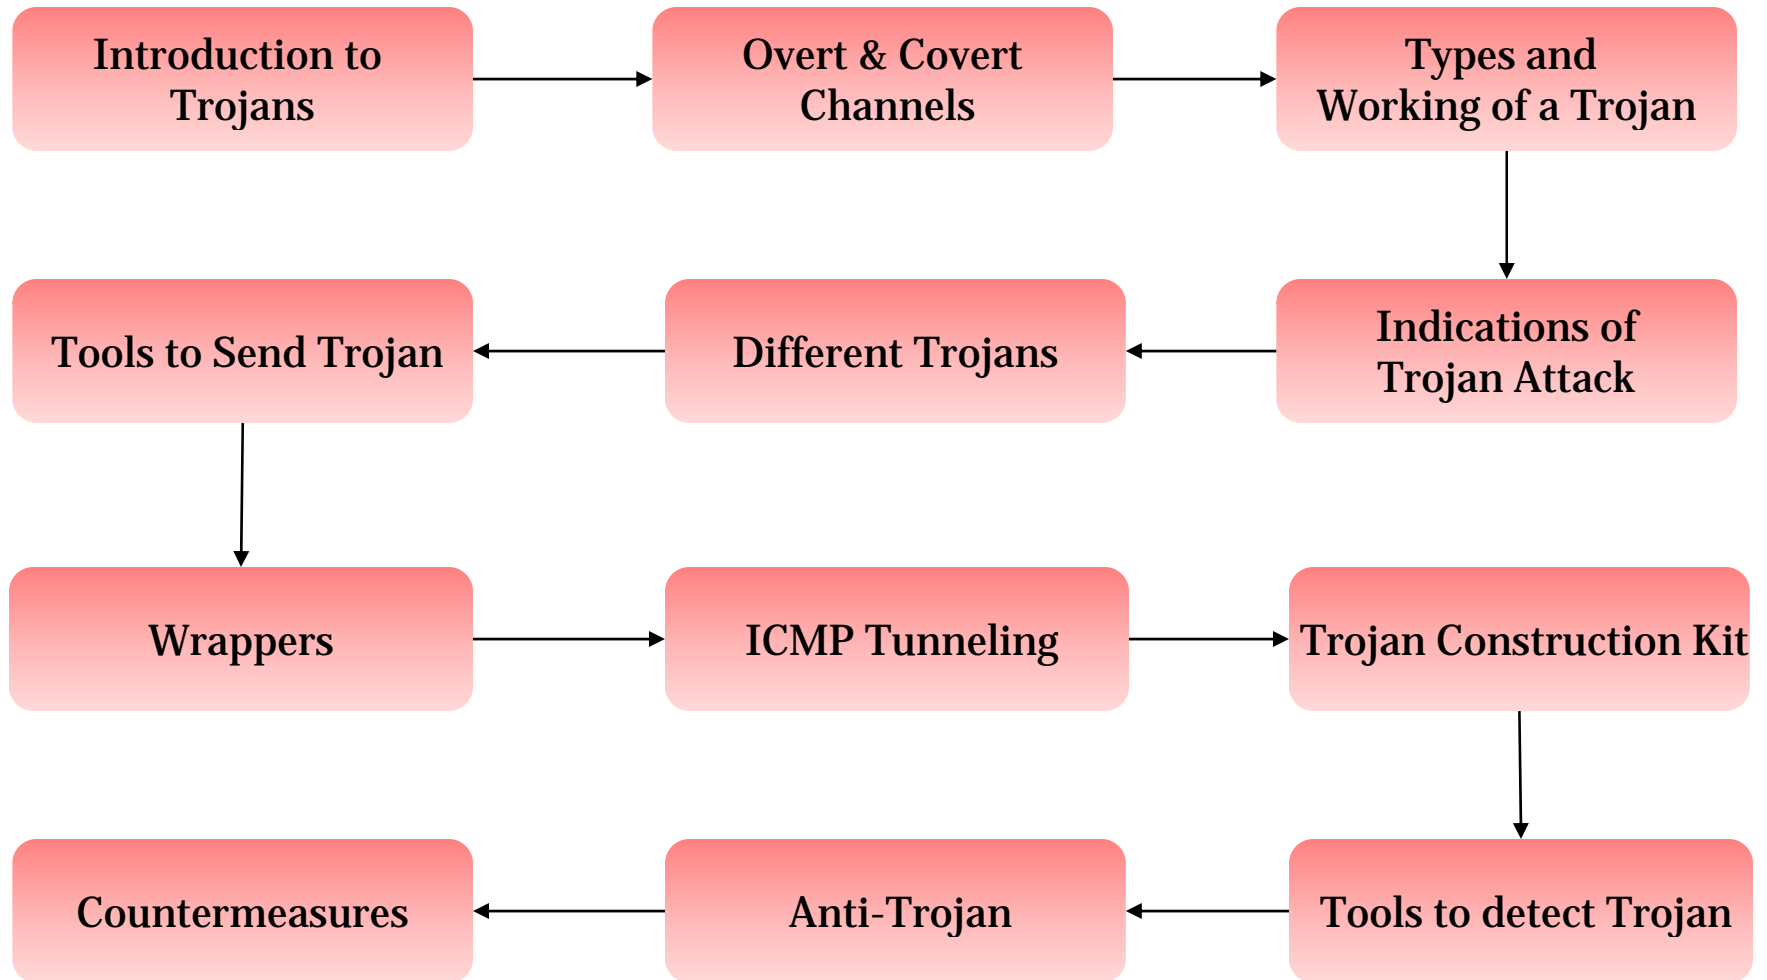 Introduction to
Trojans
Overt & Covert
Channels
Types and
Working of a Trojan
Indications of
Trojan Attack
Different Trojans
Tools to Send Trojan
Wrappers
ICMP Tunneling
Trojan Construction Kit
Tools to detect Trojan
Anti-Trojan
Countermeasures